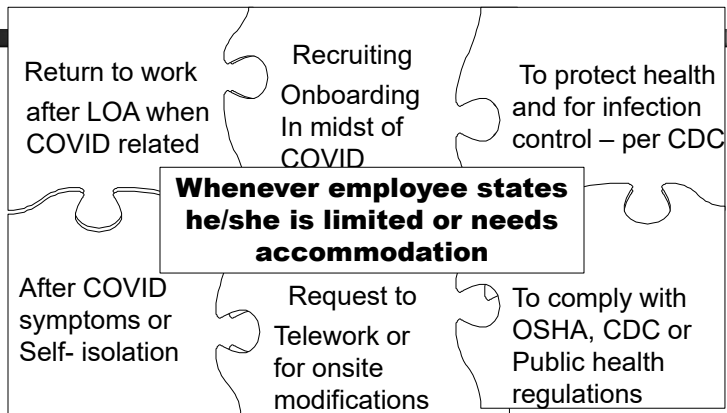 Return to work
after LOA when
COVID related
Recruiting
Onboarding
In midst of
COVID
To protect health
and for infection
control – per CDC
Whenever employee states
he/she is limited or needs
accommodation
After COVID
symptoms or
Self- isolation
Request to
Telework or
for onsite
modifications
To comply with
OSHA, CDC or
Public health
regulations